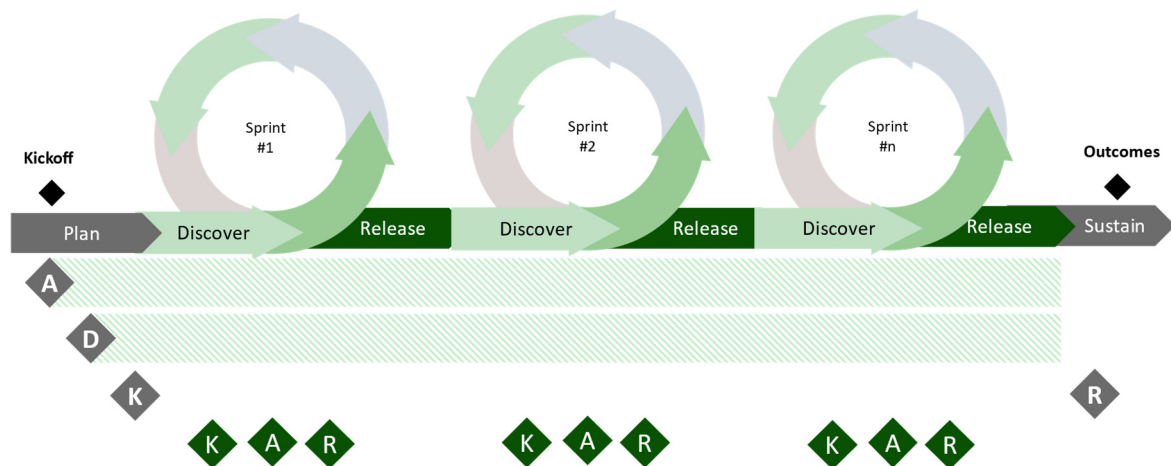 Sprint
#1
Sprint
#2
Sprint
#n
Kickoff
Outcomes
Plan
Discover
Release
Discover
Release
Discover
Release
Sustain
A
D
K
R
K A R
K A R
K A R